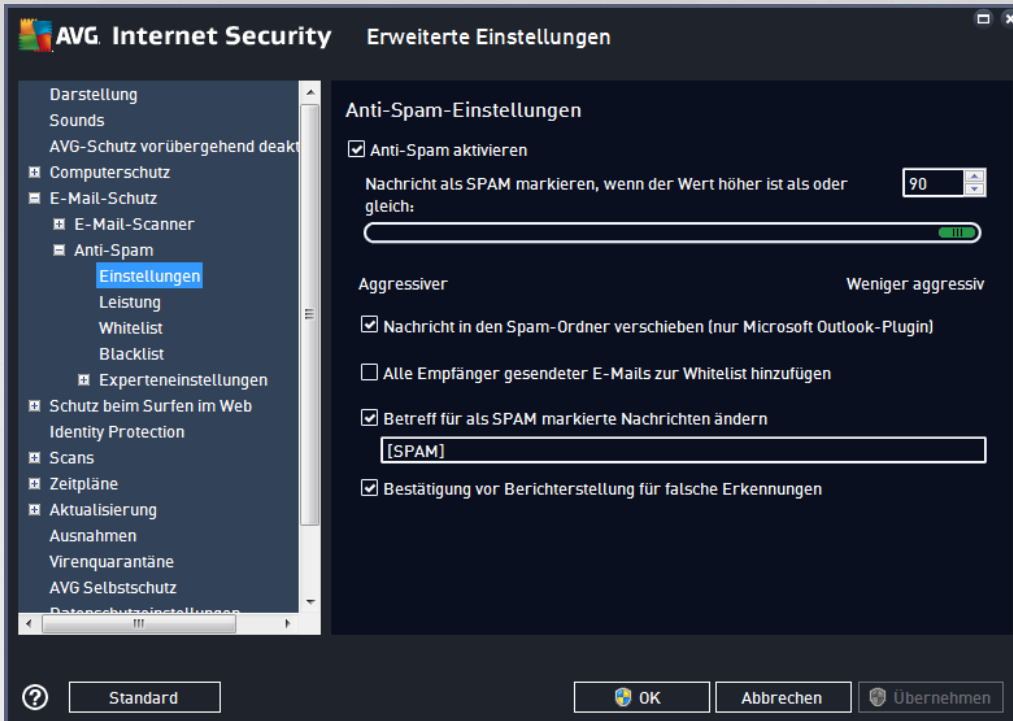 AVG Internet Security Erweiterte Einstellungen
Darstellung
Sounds
AVG-Schutz vorübergehend deakt
Computerschutz
E-Mail-Schutz
E-Mail-Scanner
Anti-Spam
Einstellungen
Leistung
Whitelist
Blacklist
Experteneinstellungen
Schutz beim Surfen im Web
Identity Protection
Scans
Zeitpläne
Aktualisierung
Ausnahmen
Virenquarantäne
AVG Selbstschutz
Datenschutzeinstellungen
Anti-Spam-Einstellungen
Anti-Spam aktivieren
Nachricht als SPAM markieren, wenn der Wert höher ist als oder
gleich:
90
Aggressiver Weniger aggressiv
Nachricht in den Spam-Ordner verschieben (nur Microsoft Outlook-Plugin)
Alle Empfänger gesendeter E-Mails zur Whitelist hinzufügen
Betreff für als SPAM markierte Nachrichten ändern
[SPAM]
Bestätigung vor Berichterstellung für falsche Erkennungen
? Standard OK Abbrechen Übernehmen